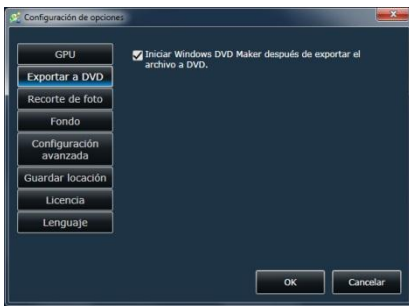 Configuración de opciones
GPU
Iniciar Windows DVD Maker después de exportar el
archivo a DVD.
Exportar a DVD
Recorte de foto
Fondo
Configuración
avanzada
Guardar locación
Licencia
Lenguaje
OK
Cancelar